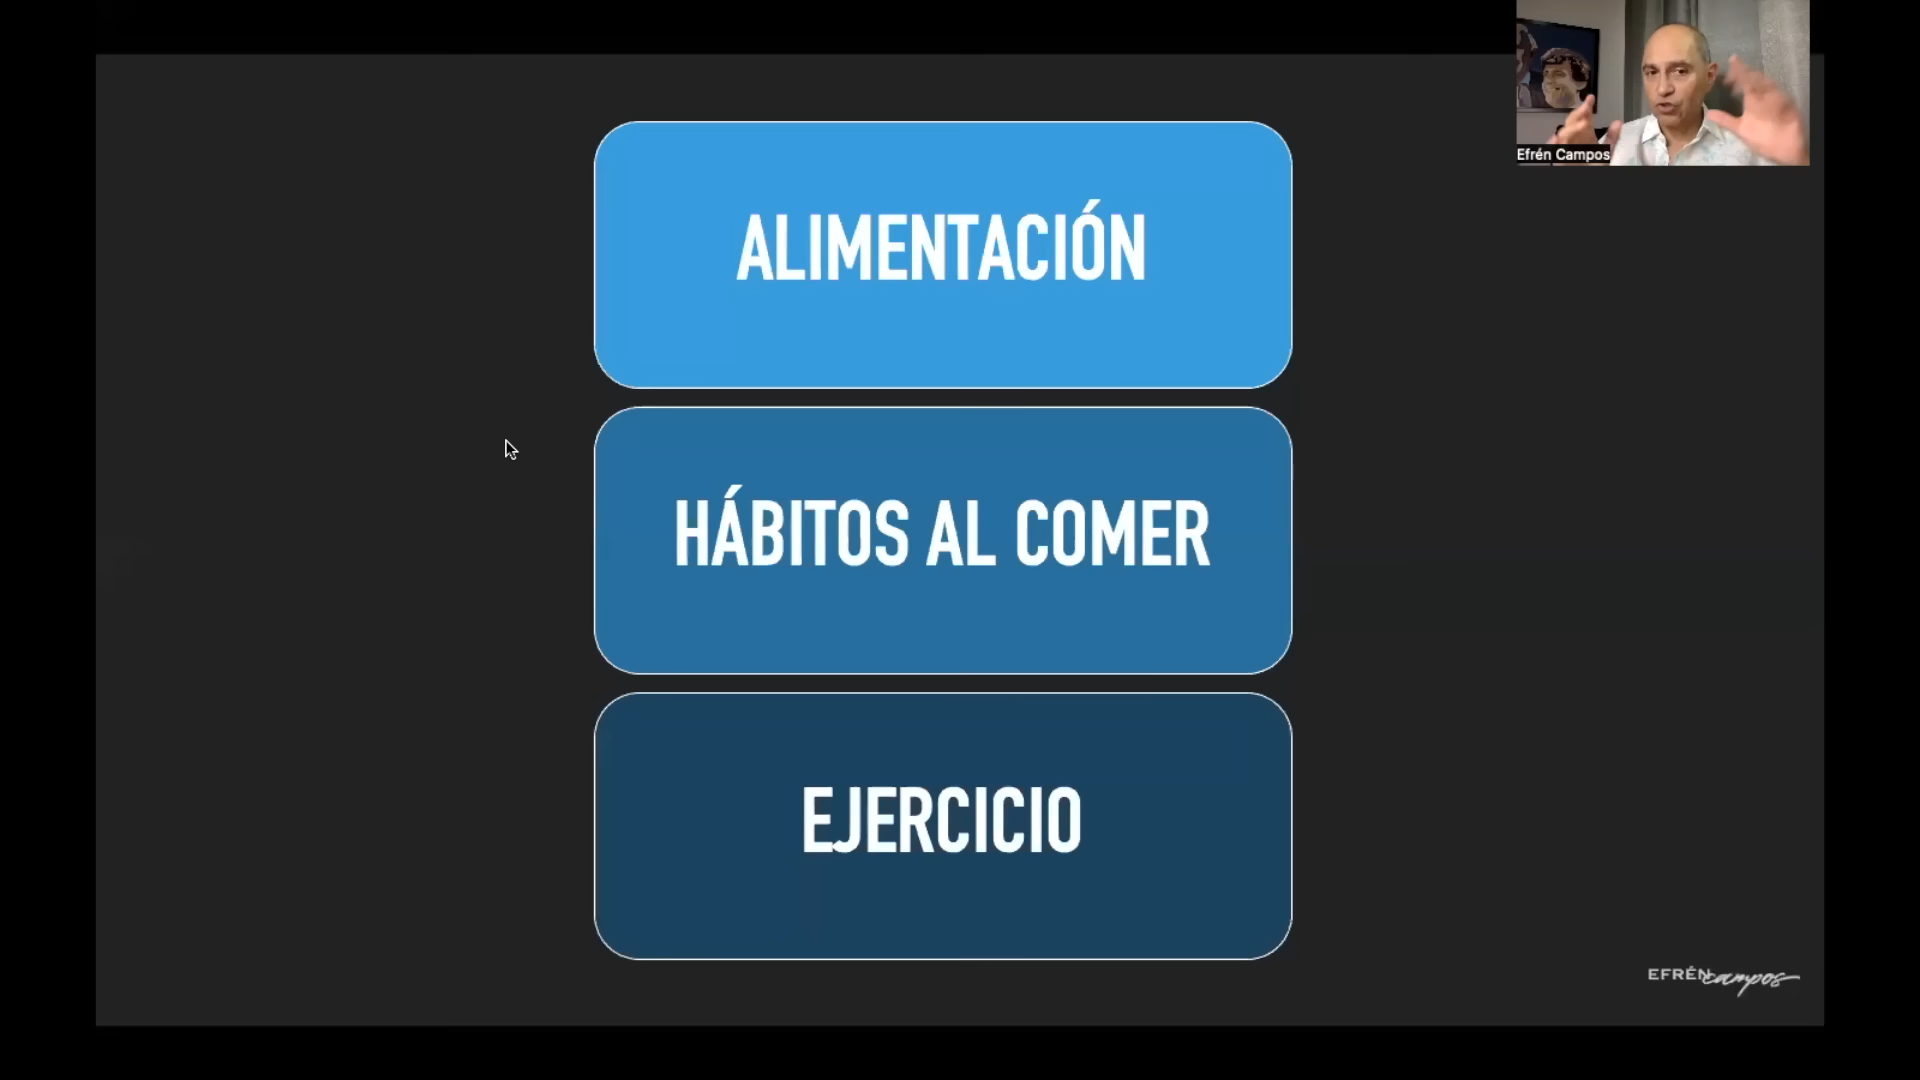 Efrén Campos
ALIMENTACIÓN
HÁBITOS AL COMER
EJERCICIO
EFRÉN campos